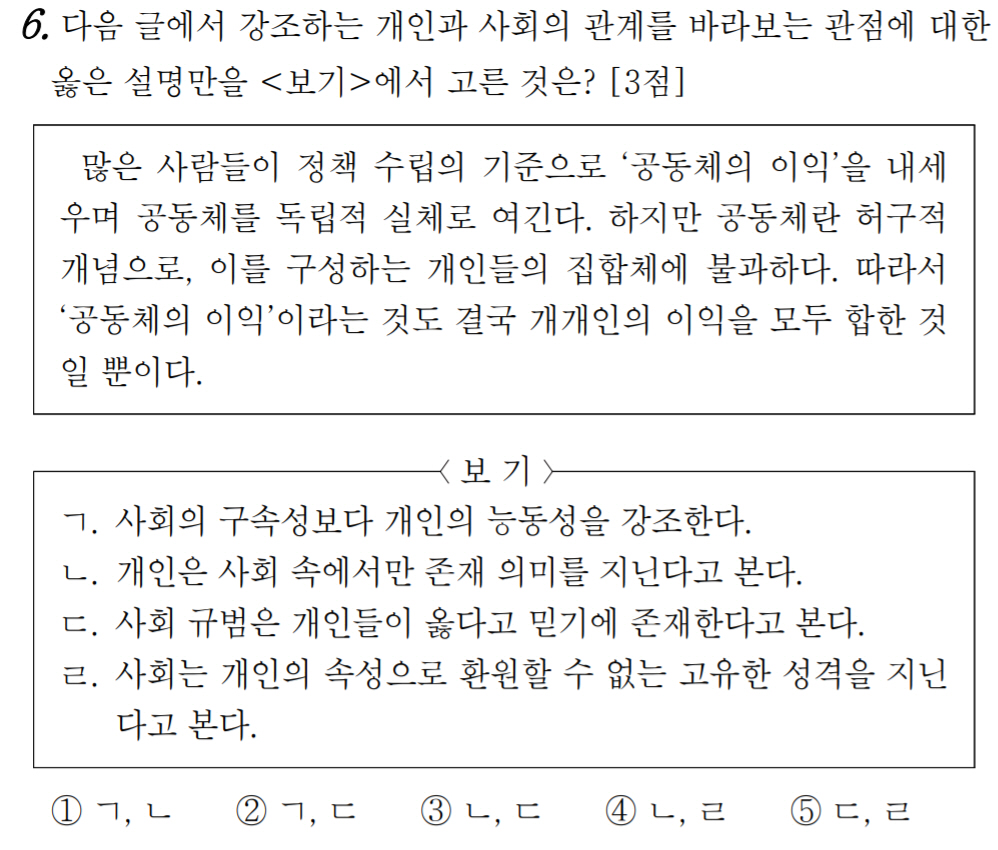 6. 다음 글에서 강조하는 개인과 사회의 관계를 바라보는 관점에 대한
옳은 설명만을 <보기>에서 고른 것은? [3점]
많은 사람들이 정책 수립의 기준으로 ‘공동체의 이익’을 내세
우며 공동체를 독립적 실체로 여긴다. 하지만 공동체란 허구적
개념으로, 이를 구성하는 개인들의 집합체에 불과하다. 따라서
‘공동체의 이익’이라는 것도 결국 개개인의 이익을 모두 합한 것
일 뿐이다.
〈보 기〉
ㄱ. 사회의 구속성보다 개인의 능동성을 강조한다.
ㄴ. 개인은 사회 속에서만 존재 의미를 지닌다고 본다.
ㄷ. 사회 규범은 개인들이 옳다고 믿기에 존재한다고 본다.
ㄹ. 사회는 개인의 속성으로 환원할 수 없는 고유한 성격을 지닌
다고 본다.
① ㄱ, ㄴ ② ㄱ, ㄷ ③ ㄴ, ㄷ ④ ㄴ, ㄹ ⑤ ㄷ, ㄹ